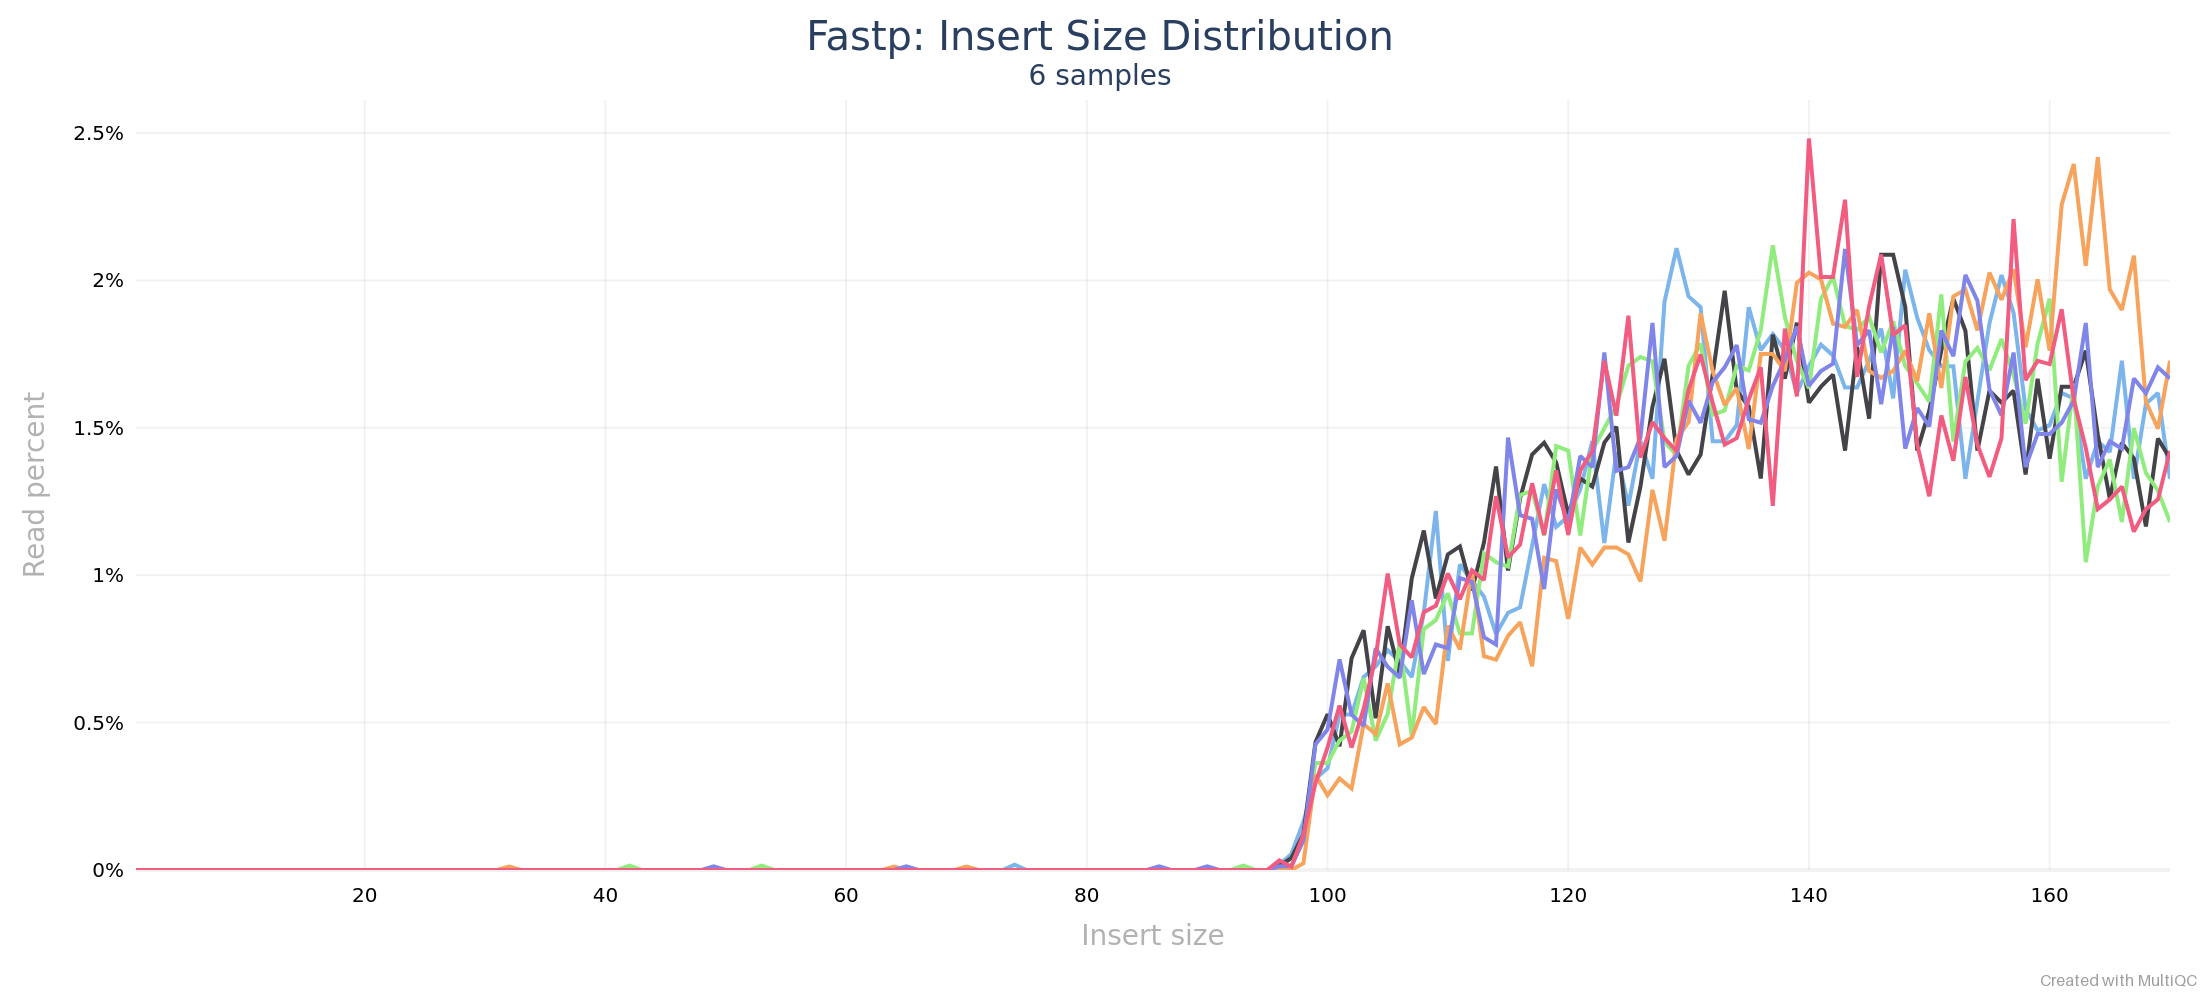 Fastp: Insert Size Distribution
6 samples
Read percent
2.5%
2%
1.5%
1%
0.5%
0%
20 40 60 80 100 120 140 160
Insert size
Created with MultiQC